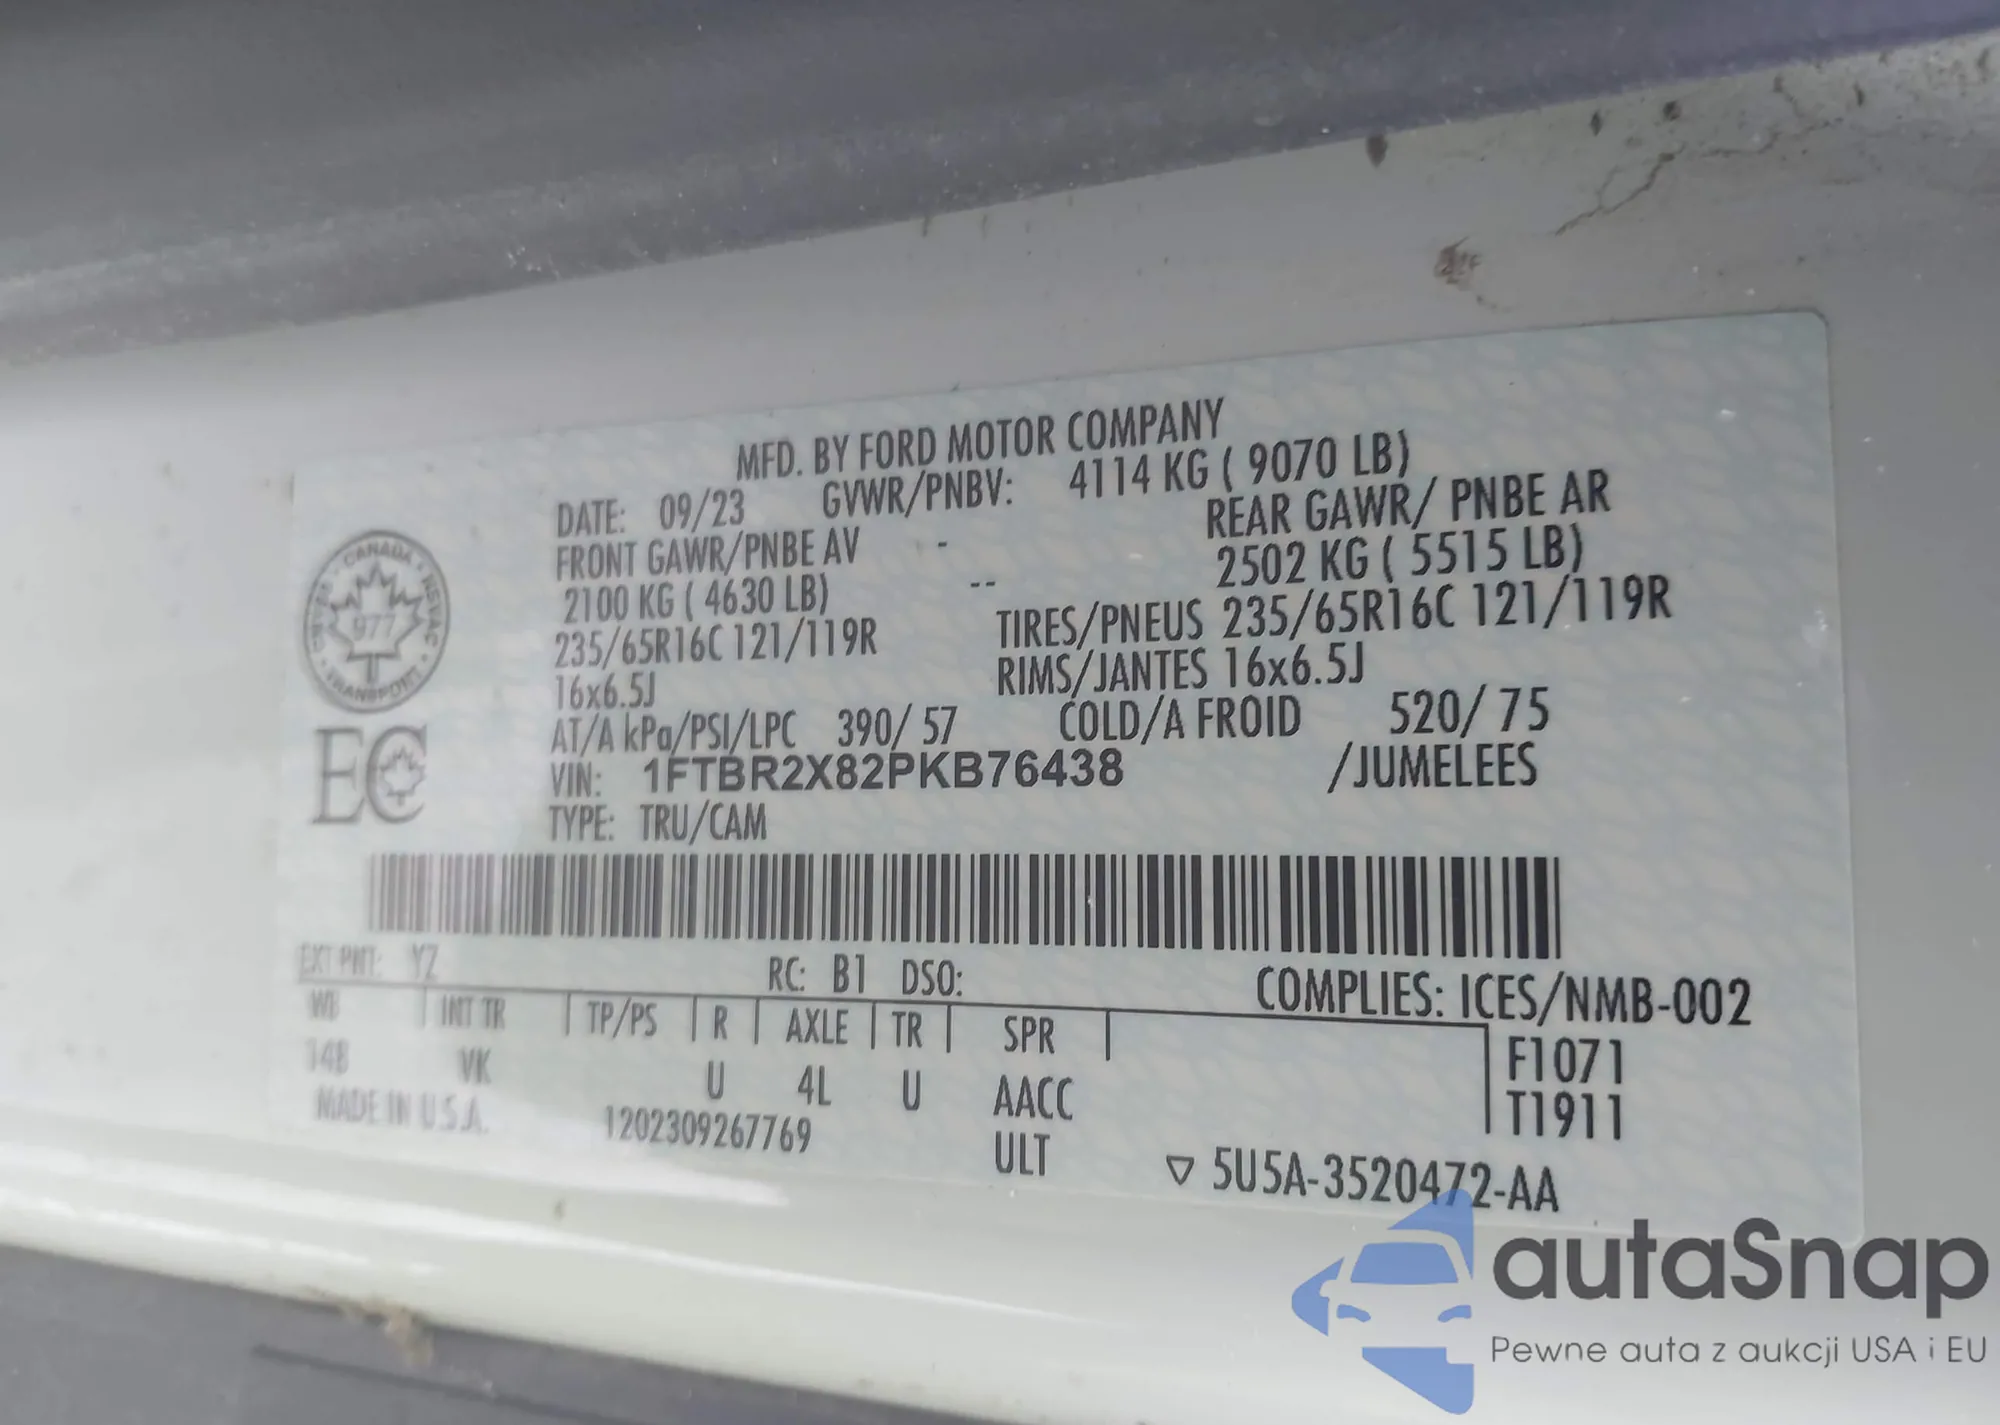 MFD. BY FORD MOTOR COMPANY
DATE: 09/23 GVWR/PNBV: 4114 KG ( 9070 LB)
FRONT GAWR/PNBE AV - REAR GAWR/ PNBE AR
2100 KG ( 4630 LB) -- 2502 KG ( 5515 LB)
235/65R16C 121/119R TIRES/PNEUS 235/65R16C 121/119R
16x6.5J RIMS/JANTES 16x6.5J
AT/A kPa/PSI/LPC 390/ 57 COLD/A FROID 520/ 75
VIN: 1FTBR2X82PKB76438 /JUMELEES
TYPE: TRU/CAM
CANADA
977
TRANSPORT
NSVAC
EC
EXT PNT: YZ RC: B1 DSO: COMPLIES: ICES/NMB-002
WB INT TR TP/PS R AXLE TR SPR F1071
148 VK U 4L U AACC T1911
MADE IN U.S.A. 1202309267769 ULT ▽ 5U5A-3520472-AA
autaSnap
Pewne auta z aukcji USA i EU